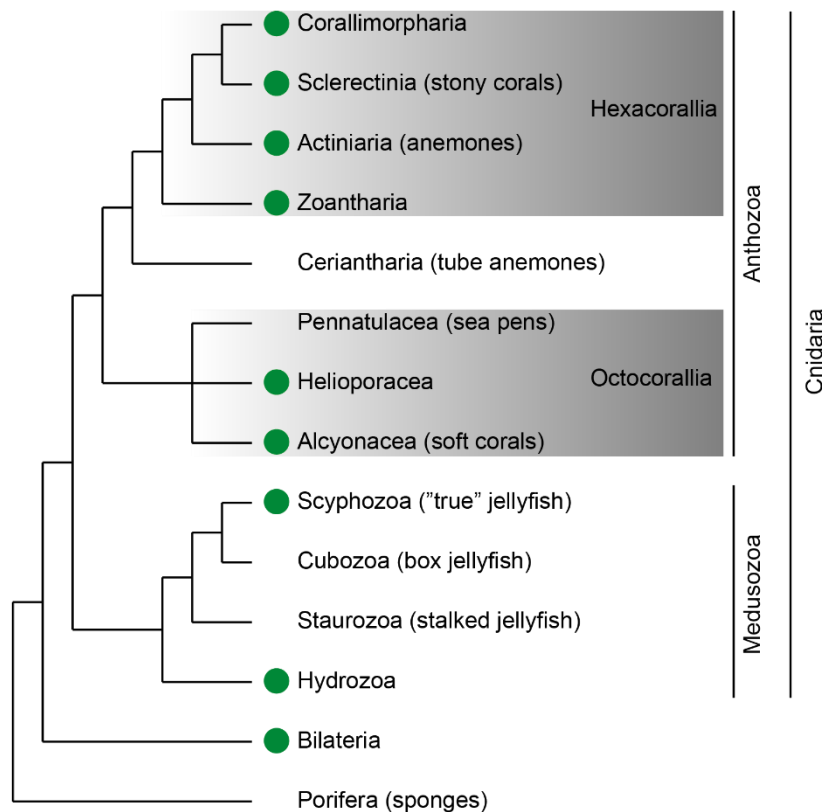 Corallimorpharia
Sclerectinia (stony corals)
Hexacorallia
Actiniaria (anemones)
Zoantharia
Anthozoa
Ceriantharia (tube anemones)
Cnidaria
Pennatulacea (sea pens)
Helioporacea
Octocorallia
Alcyonacea (soft corals)
Scyphozoa (”true” jellyfish)
Cubozoa (box jellyfish)
Medusozoa
Staurozoa (stalked jellyfish)
Hydrozoa
Bilateria
Porifera (sponges)